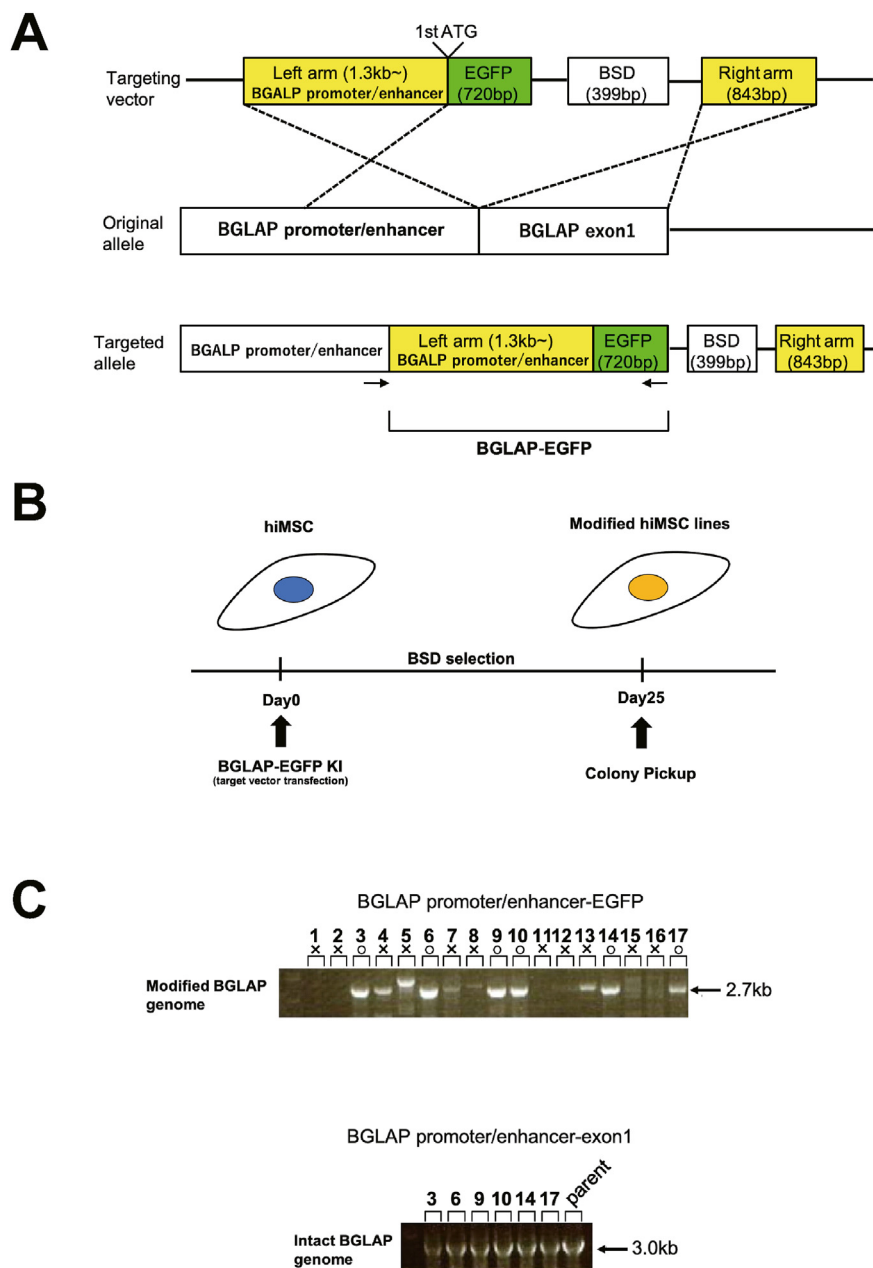 A
1st ATG
Targeting
vector
Left arm (1.3kb~)
BGALP promoter/enhancer
EGFP
(720bp)
BSD
(399bp)
Right arm
(843bp)
Original
allele
BGLAP promoter/enhancer
BGLAP exon1
Targeted
allele
BGALP promoter/enhancer
Left arm (1.3kb~)
BGALP promoter/enhancer
EGFP
(720bp)
BSD
(399bp)
Right arm
(843bp)
BGLAP-EGFP
B
hiMSC
Modified hiMSC lines
BSD selection
Day0
Day25
BGLAP-EGFP KI
(target vector transfection)
Colony Pickup
C
BGLAP promoter/enhancer-EGFP
1 2 3 4 5 6 7 8 9 10 11 12 13 14 15 16 17
× × ○ × × ○ × × ○ ○ × × × ○ × × ○
Modified BGLAP
genome
2.7kb
BGLAP promoter/enhancer-exon1
3 6 9 10 14 17 parent
Intact BGLAP
genome
3.0kb